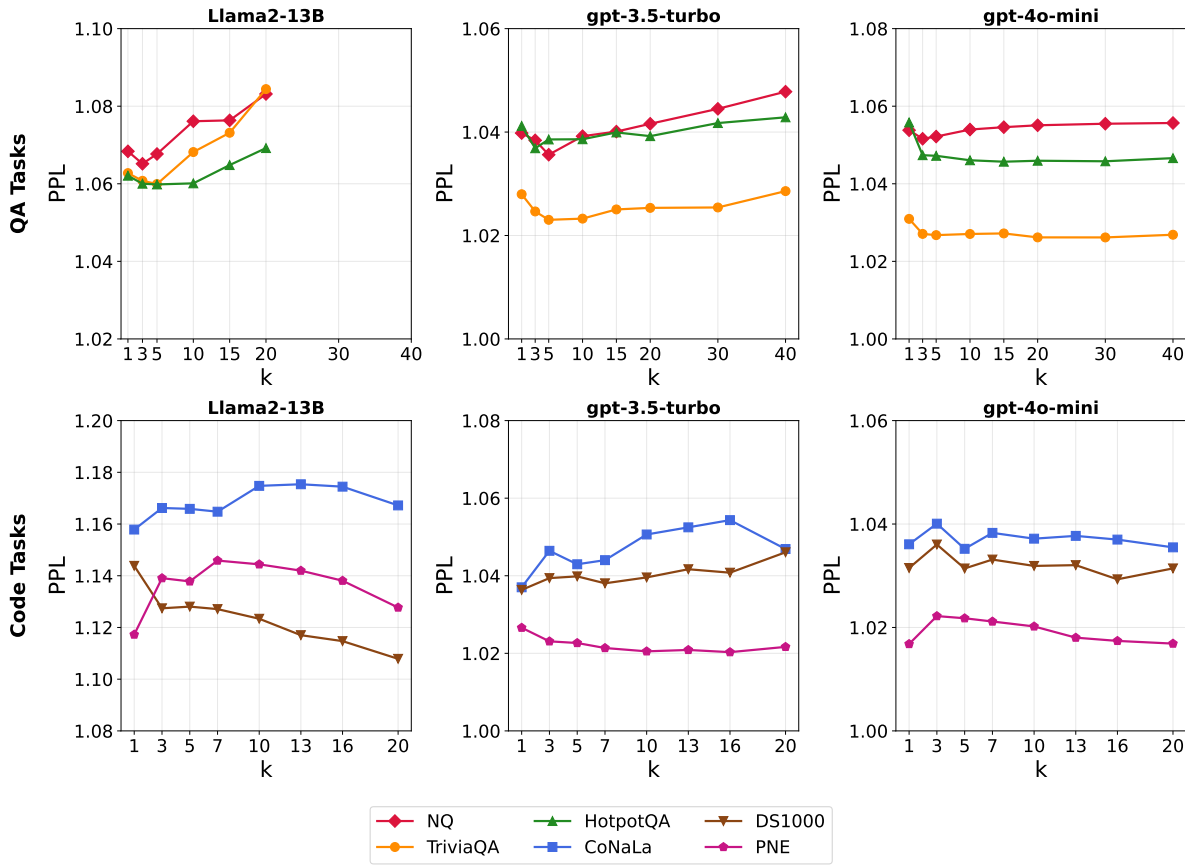 Llama2-13B gpt-3.5-turbo gpt-4o-mini
QA Tasks
PPL
1.10
1.08
1.06
1.04
1.02
1 3 5 10 15 20 30 40
k
PPL
1.06
1.04
1.02
1.00
1 3 5 10 15 20 30 40
k
PPL
1.08
1.06
1.04
1.02
1.00
1 3 5 10 15 20 30 40
k
Llama2-13B gpt-3.5-turbo gpt-4o-mini
Code Tasks
PPL
1.20
1.18
1.16
1.14
1.12
1.10
1.08
1 3 5 7 10 13 16 20
k
PPL
1.08
1.06
1.04
1.02
1.00
1 3 5 7 10 13 16 20
k
PPL
1.06
1.04
1.02
1.00
1 3 5 7 10 13 16 20
k
NQ HotpotQA DS1000
TriviaQA CoNaLa PNE